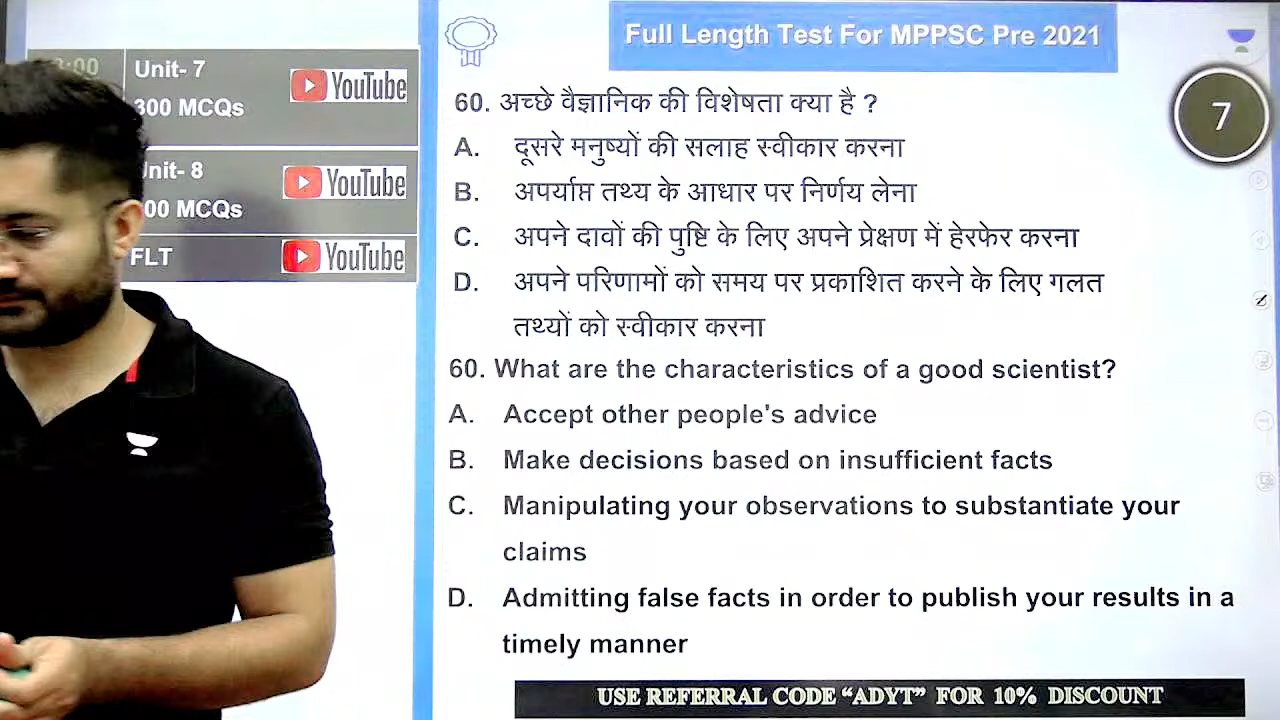 Full Length Test For MPPSC Pre 2021
Unit- 7
300 MCQs
YouTube
Unit- 8
00 MCQs
YouTube
FLT
YouTube
7
60. अच्छे वैज्ञानिक की विशेषता क्या है ?
A. दूसरे मनुष्यों की सलाह स्वीकार करना
B. अपर्याप्त तथ्य के आधार पर निर्णय लेना
C. अपने दावों की पुष्टि के लिए अपने प्रेक्षण में हेरफेर करना
D. अपने परिणामों को समय पर प्रकाशित करने के लिए गलत
तथ्यों को स्वीकार करना
60. What are the characteristics of a good scientist?
A. Accept other people's advice
B. Make decisions based on insufficient facts
C. Manipulating your observations to substantiate your
claims
D. Admitting false facts in order to publish your results in a
timely manner
USE REFERRAL CODE “ADYT” FOR 10% DISCOUNT